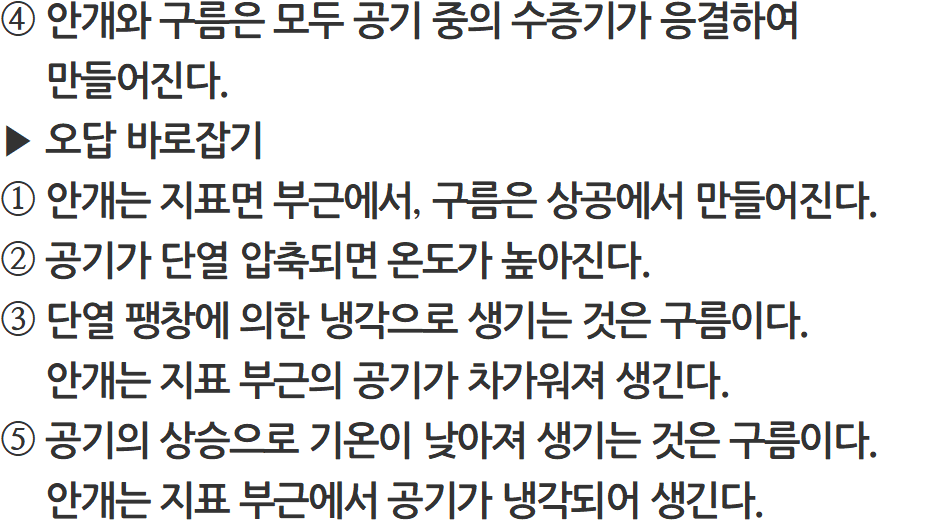 ④ 안개와 구름은 모두 공기 중의 수증기가 응결하여
만들어진다.
▶ 오답 바로잡기
① 안개는 지표면 부근에서, 구름은 상공에서 만들어진다.
② 공기가 단열 압축되면 온도가 높아진다.
③ 단열 팽창에 의한 냉각으로 생기는 것은 구름이다.
안개는 지표 부근의 공기가 차가워져 생긴다.
⑤ 공기의 상승으로 기온이 낮아져 생기는 것은 구름이다.
안개는 지표 부근에서 공기가 냉각되어 생긴다.